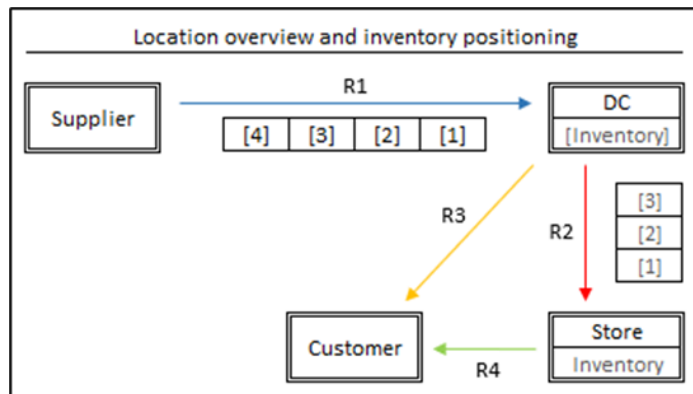 Location overview and inventory positioning
R1
Supplier
DC
[4] [3] [2] [1]
[Inventory]
R3
R2
[3]
[2]
[1]
Customer
Store
R4
Inventory